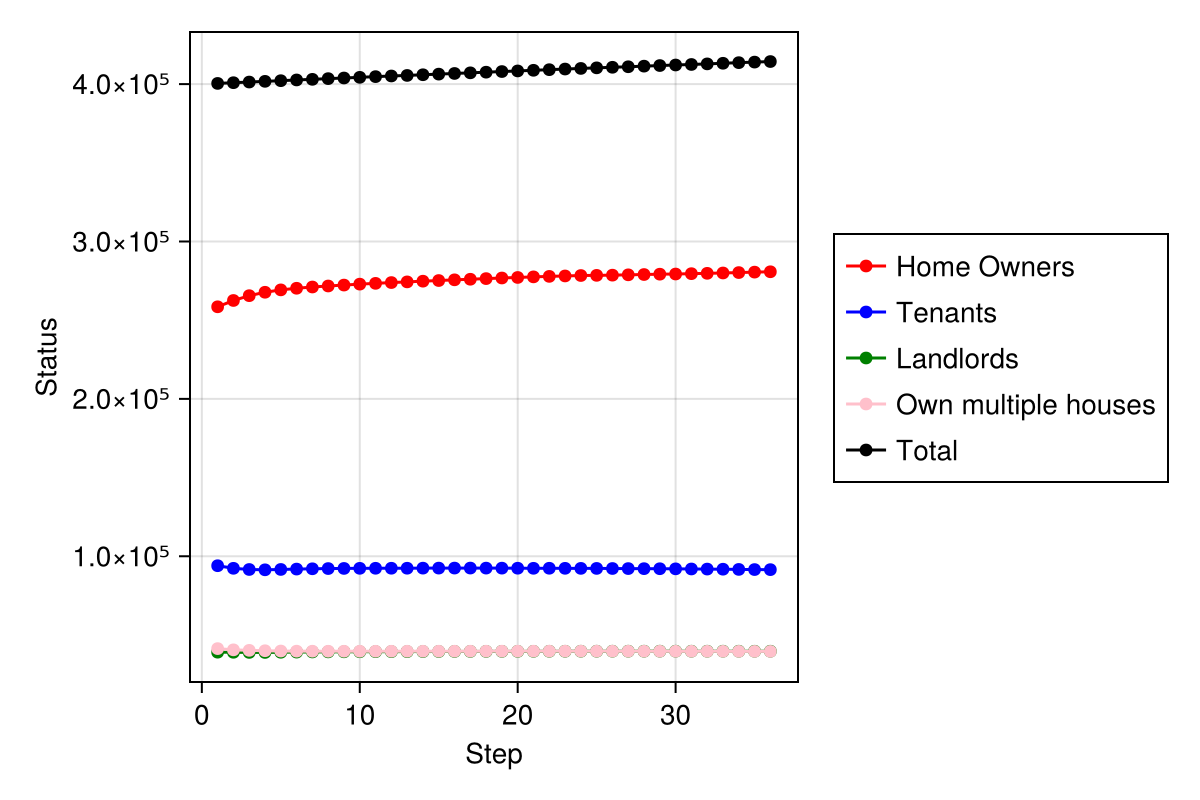 4.0×10⁵
3.0×10⁵
2.0×10⁵
1.0×10⁵
Status
0 10 20 30
Step
Home Owners
Tenants
Landlords
Own multiple houses
Total